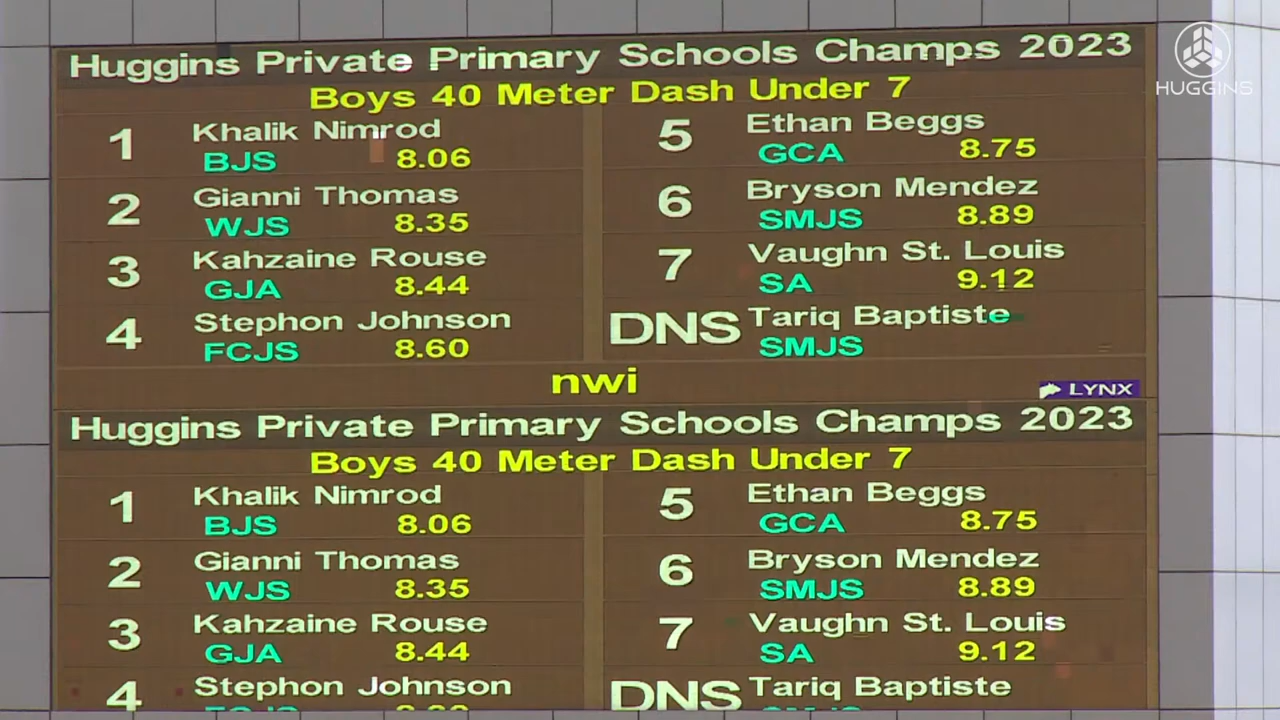 HUGGINS
Huggins Private Primary Schools Champs 2023
Boys 40 Meter Dash Under 7
1 Khalik Nimrod
BJS 8.06
2 Gianni Thomas
WJS 8.35
3 Kahzaine Rouse
GJA 8.44
4 Stephon Johnson
FCJS 8.60
5 Ethan Beggs
GCA 8.75
6 Bryson Mendez
SMJS 8.89
7 Vaughn St. Louis
SA 9.12
DNS Tariq Baptiste
SMJS
nwi
LYNX
Huggins Private Primary Schools Champs 2023
Boys 40 Meter Dash Under 7
1 Khalik Nimrod
BJS 8.06
2 Gianni Thomas
WJS 8.35
3 Kahzaine Rouse
GJA 8.44
4 Stephon Johnson
5 Ethan Beggs
GCA 8.75
6 Bryson Mendez
SMJS 8.89
7 Vaughn St. Louis
SA 9.12
DNS Tariq Baptiste